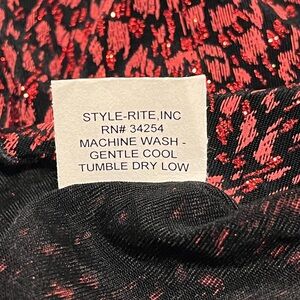 STYLE-RITE,INC
RN# 34254
MACHINE WASH -
GENTLE COOL
TUMBLE DRY LOW